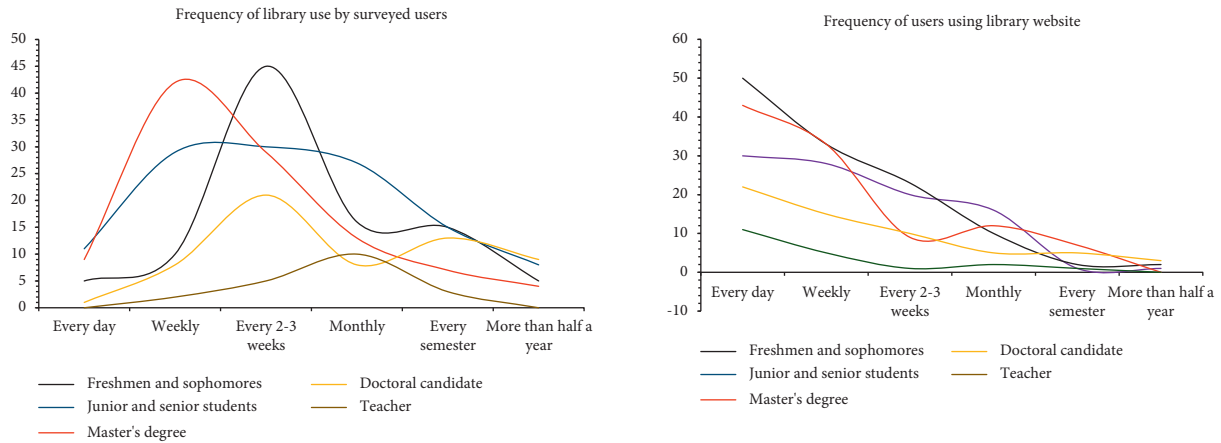 Frequency of library use by surveyed users
50
45
40
35
30
25
20
15
10
5
0
Every day
Weekly
Every 2-3
weeks
Monthly
Every
semester
More than half a
year
Freshmen and sophomores
Junior and senior students
Master's degree
Doctoral candidate
Teacher
Frequency of users using library website
60
50
40
30
20
10
0
-10
Every day
Weekly
Every 2-3
weeks
Monthly
Every
semester
More than half a
year
Freshmen and sophomores
Junior and senior students
Master's degree
Doctoral candidate
Teacher